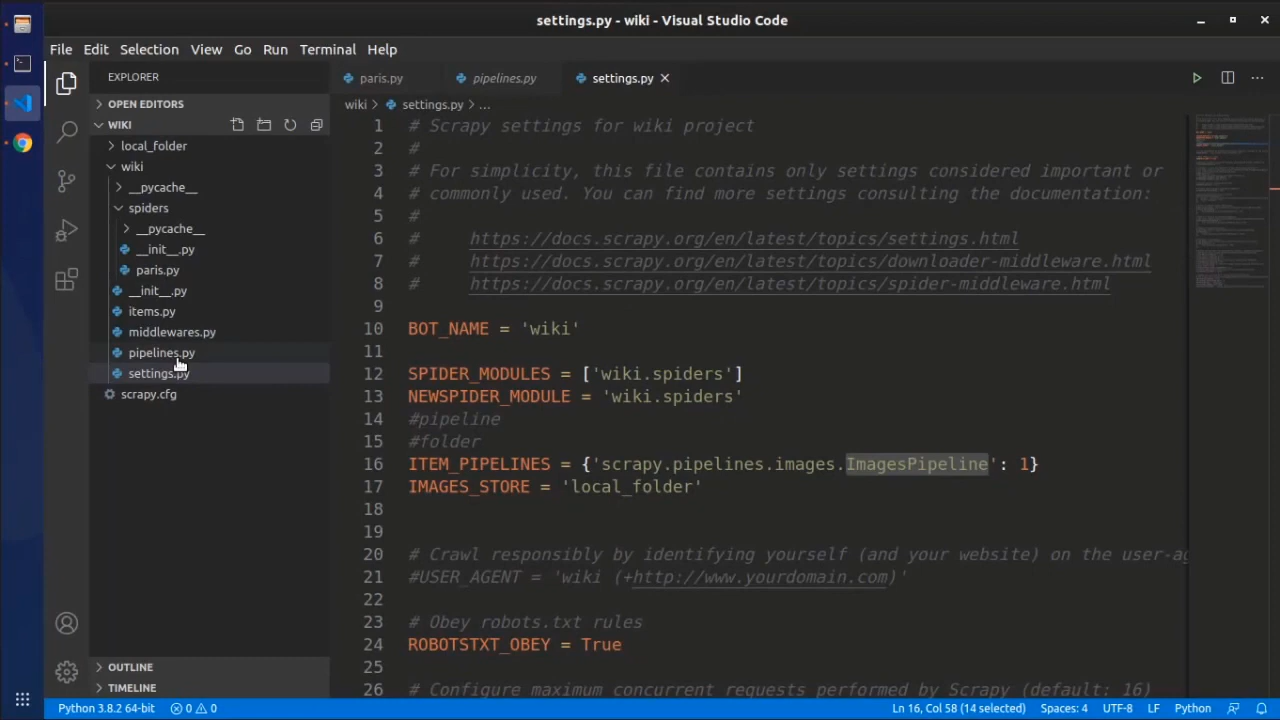 settings.py - wiki - Visual Studio Code
File Edit Selection View Go Run Terminal Help
EXPLORER
OPEN EDITORS
WIKI
local_folder
wiki
__pycache__
spiders
__pycache__
__init__.py
paris.py
__init__.py
items.py
middlewares.py
pipelines.py
settings.py
scrapy.cfg
OUTLINE
TIMELINE
paris.py pipelines.py settings.py
wiki > settings.py > ...
1 # Scrapy settings for wiki project
2 #
3 # For simplicity, this file contains only settings considered important or
4 # commonly used. You can find more settings consulting the documentation:
5 #
6 # https://docs.scrapy.org/en/latest/topics/settings.html
7 # https://docs.scrapy.org/en/latest/topics/downloader-middleware.html
8 # https://docs.scrapy.org/en/latest/topics/spider-middleware.html
9
10 BOT_NAME = 'wiki'
11
12 SPIDER_MODULES = ['wiki.spiders']
13 NEWSPIDER_MODULE = 'wiki.spiders'
14 #pipeline
15 #folder
16 ITEM_PIPELINES = {'scrapy.pipelines.images.ImagesPipeline': 1}
17 IMAGES_STORE = 'local_folder'
18
19
20 # Crawl responsibly by identifying yourself (and your website) on the user-ag
21 #USER_AGENT = 'wiki (+http://www.yourdomain.com)'
22
23 # Obey robots.txt rules
24 ROBOTSTXT_OBEY = True
25
26 # Configure maximum concurrent requests performed by Scrapy (default: 16)
Python 3.8.2 64-bit 0 0 Ln 16, Col 58 (14 selected) Spaces: 4 UTF-8 LF Python